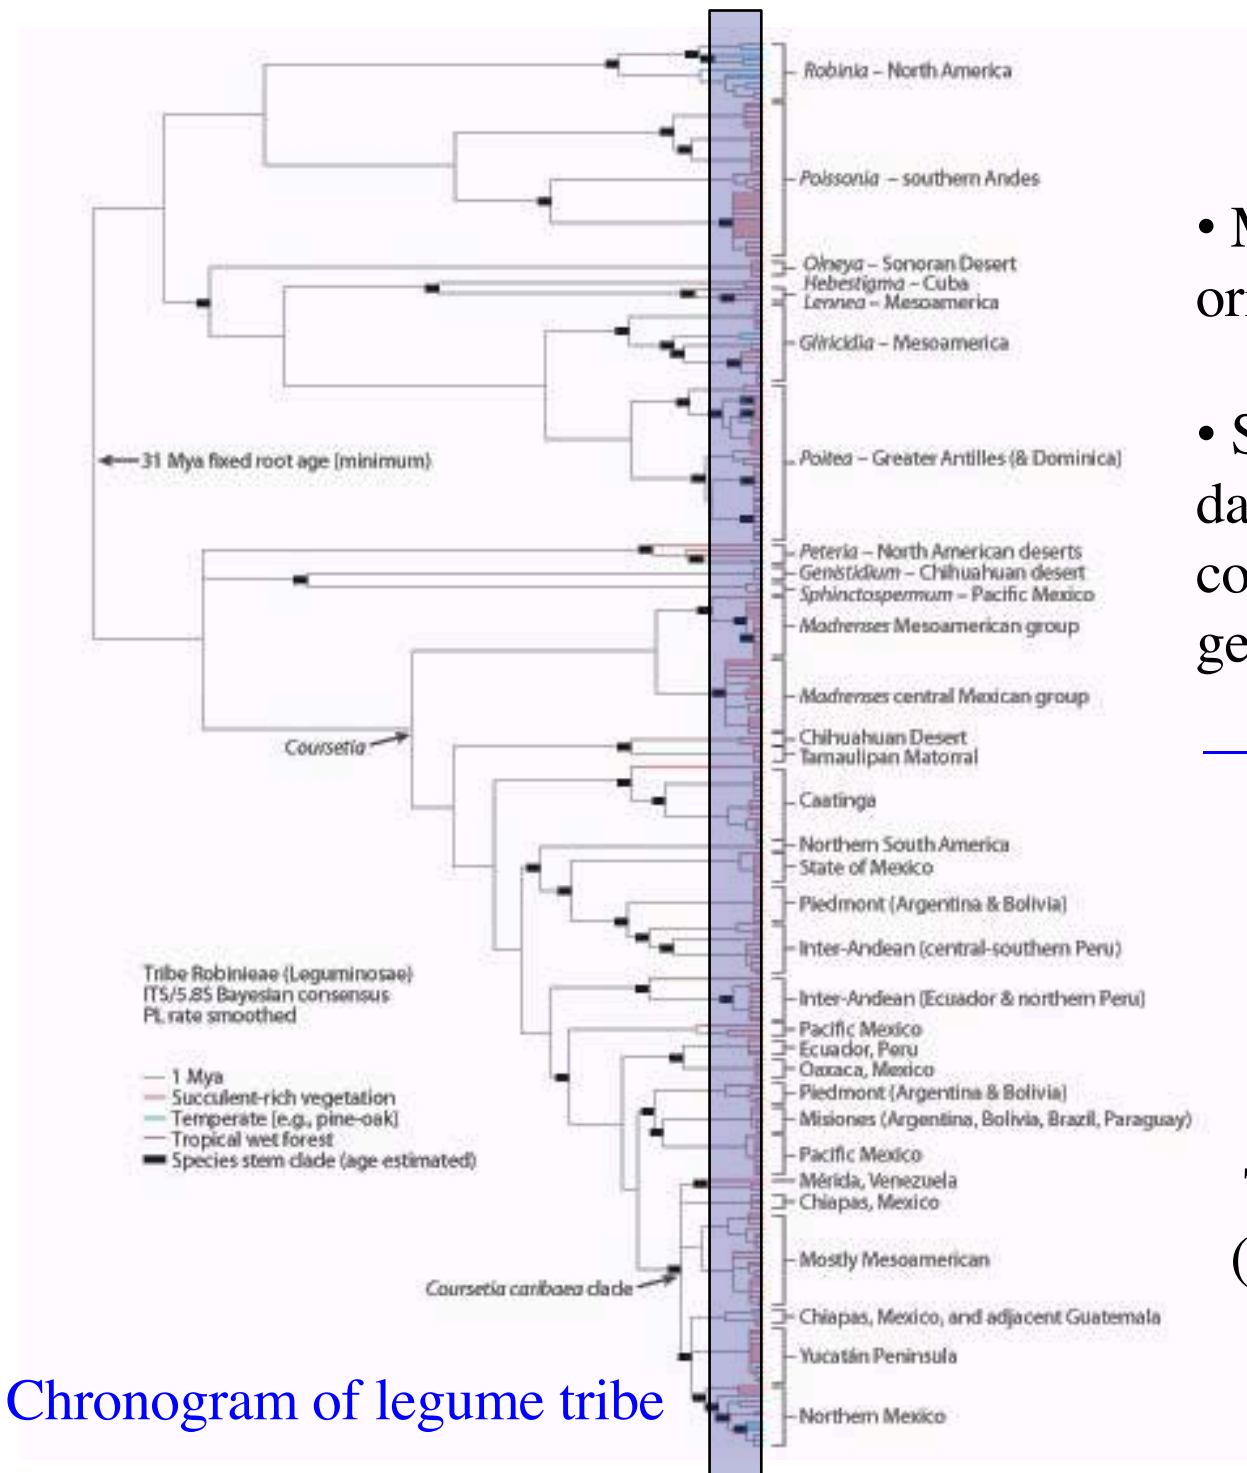 Robinia – North America
Poissonia – southern Andes
Olneya – Sonoran Desert
Hebestigma – Cuba
Lennea – Mesoamerica
Gliricidia – Mesoamerica
31 Mya fixed root age (minimum)
Poitea – Greater Antilles (& Dominica)
Peteria – North American deserts
Genistidium – Chihuahuan desert
Sphinctospermum – Pacific Mexico
Madrenses Mesoamerican group
Madrenses central Mexican group
Coursetia
Chihuahuan Desert
Tamaulipan Matorral
Caatinga
Northern South America
State of Mexico
Piedmont (Argentina & Bolivia)
Inter-Andean (central-southern Peru)
Tribe Robinieae (Leguminosae)
ITS/5.8S Bayesian consensus
PL rate smoothed
Inter-Andean (Ecuador & northern Peru)
Pacific Mexico
Ecuador, Peru
Oaxaca, Mexico
1 Mya
Succulent-rich vegetation
Temperate (e.g., pine-oak)
Tropical wet forest
Species stem clade (age estimated)
Piedmont (Argentina & Bolivia)
Misiones (Argentina, Bolivia, Brazil, Paraguay)
Pacific Mexico
Mérida, Venezuela
Chiapas, Mexico
Mostly Mesoamerican
Coursetia caribaea clade
Chiapas, Mexico, and adjacent Guatemala
Yucatán Peninsula
Northern Mexico
Chronogram of legume tribe
• M
ori
• S
da
co
ge
(